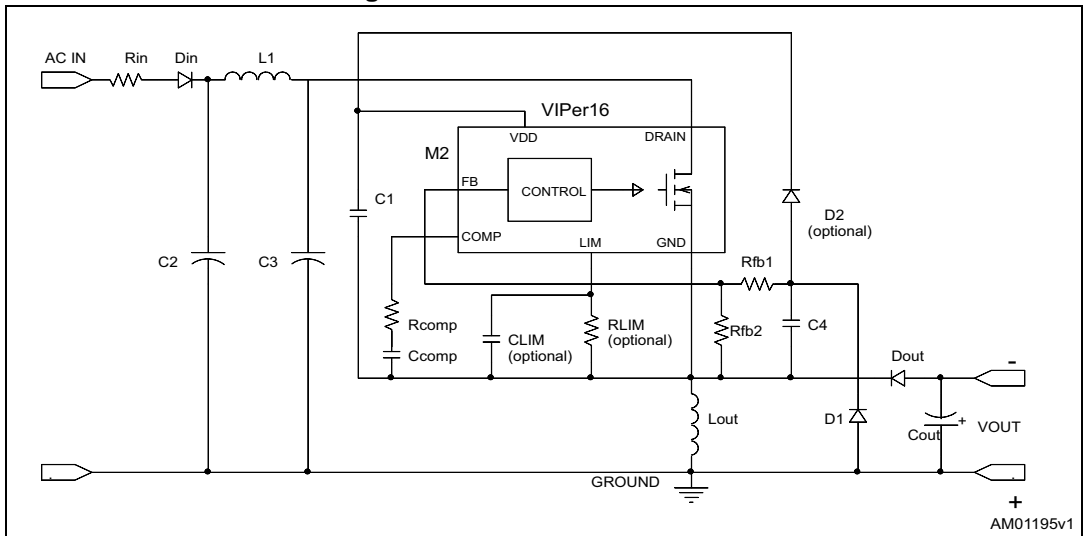 AC IN
Rin
Din
L1
VIPer16
VDD
DRAIN
M2
FB
CONTROL
C1
D2
(optional)
COMP
LIM
GND
C2
C3
Rfb1
Rcomp
Ccomp
CLIM
(optional)
RLIM
(optional)
Rfb2
C4
Dout
-
Lout
D1
Cout
+
VOUT
GROUND
+
AM01195v1